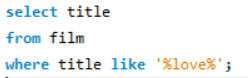 select title
from film
where title like '%love%';